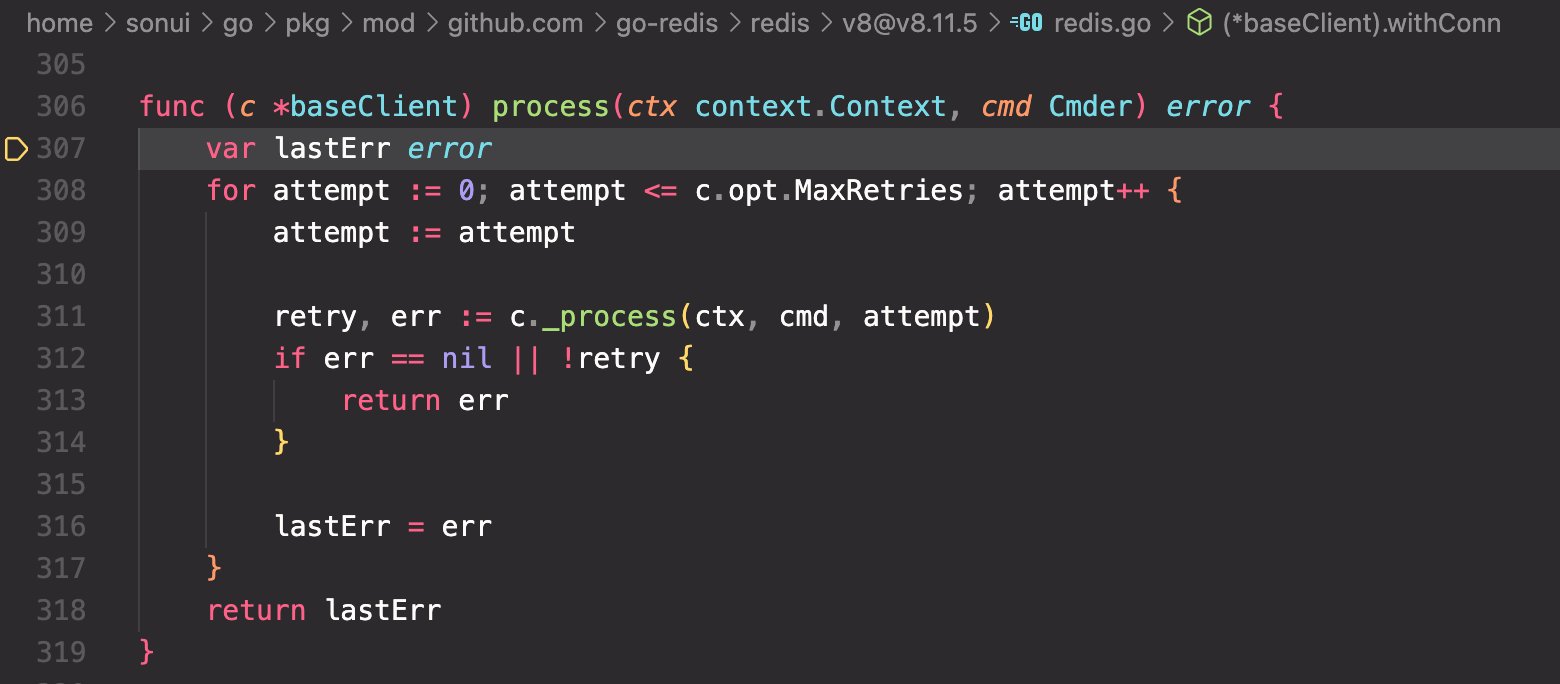 home > sonui > go > pkg > mod > github.com > go-redis > redis > v8@v8.11.5 > GO redis.go > (*baseClient).withConn
305
306 func (c *baseClient) process(ctx context.Context, cmd Cmder) error {
307 var lastErr error
308 for attempt := 0; attempt <= c.opt.MaxRetries; attempt++ {
309 attempt := attempt
310
311 retry, err := c._process(ctx, cmd, attempt)
312 if err == nil || !retry {
313 return err
314 }
315
316 lastErr = err
317 }
318 return lastErr
319 }